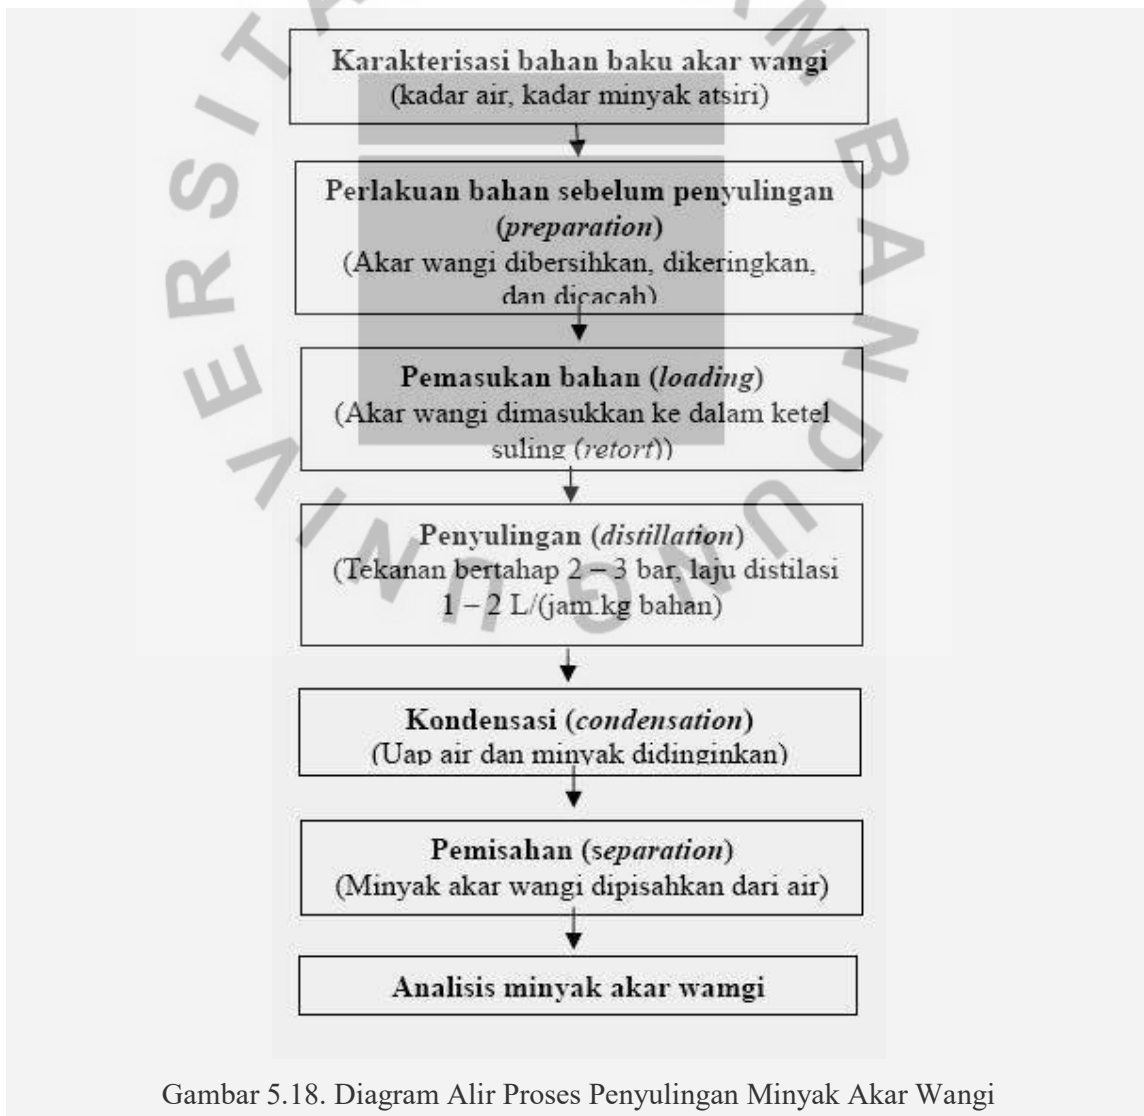 Karakterisasi bahan baku akar wangi
(kadar air, kadar minyak atsiri)
Perlakuan bahan sebelum penyulingan
(preparation)
(Akar wangi dibersihkan, dikeringkan,
dan dicacah)
Pemasukan bahan (loading)
(Akar wangi dimasukkan ke dalam ketel
suling (retort))
Penyulingan (distillation)
(Tekanan bertahap 2 – 3 bar, laju distilasi
1 – 2 L/(jam.kg bahan)
Kondensasi (condensation)
(Uap air dan minyak didinginkan)
Pemisahan (separation)
(Minyak akar wangi dipisahkan dari air)
Analisis minyak akar wamgi
Gambar 5.18. Diagram Alir Proses Penyulingan Minyak Akar Wangi